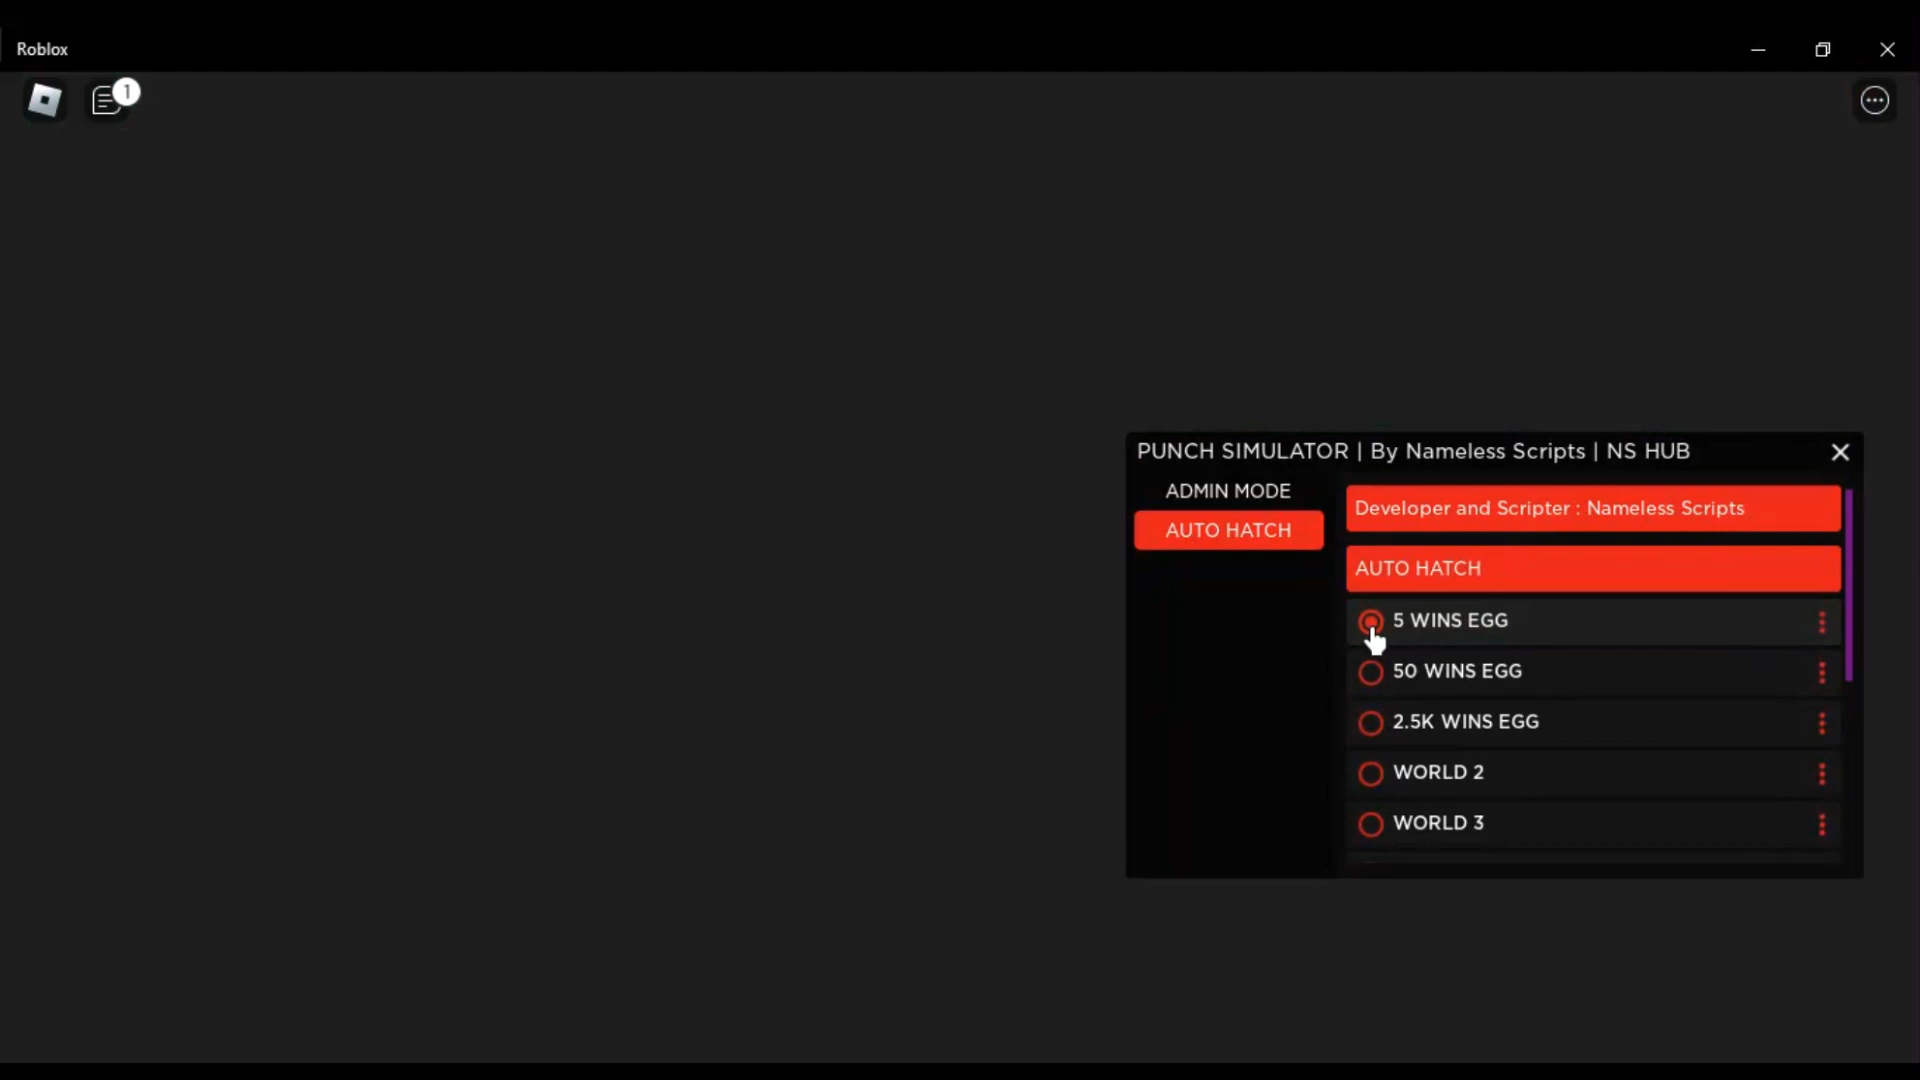 Roblox
1
PUNCH SIMULATOR | By Nameless Scripts | NS HUB
ADMIN MODE
AUTO HATCH
Developer and Scripter : Nameless Scripts
AUTO HATCH
5 WINS EGG
50 WINS EGG
2.5K WINS EGG
WORLD 2
WORLD 3